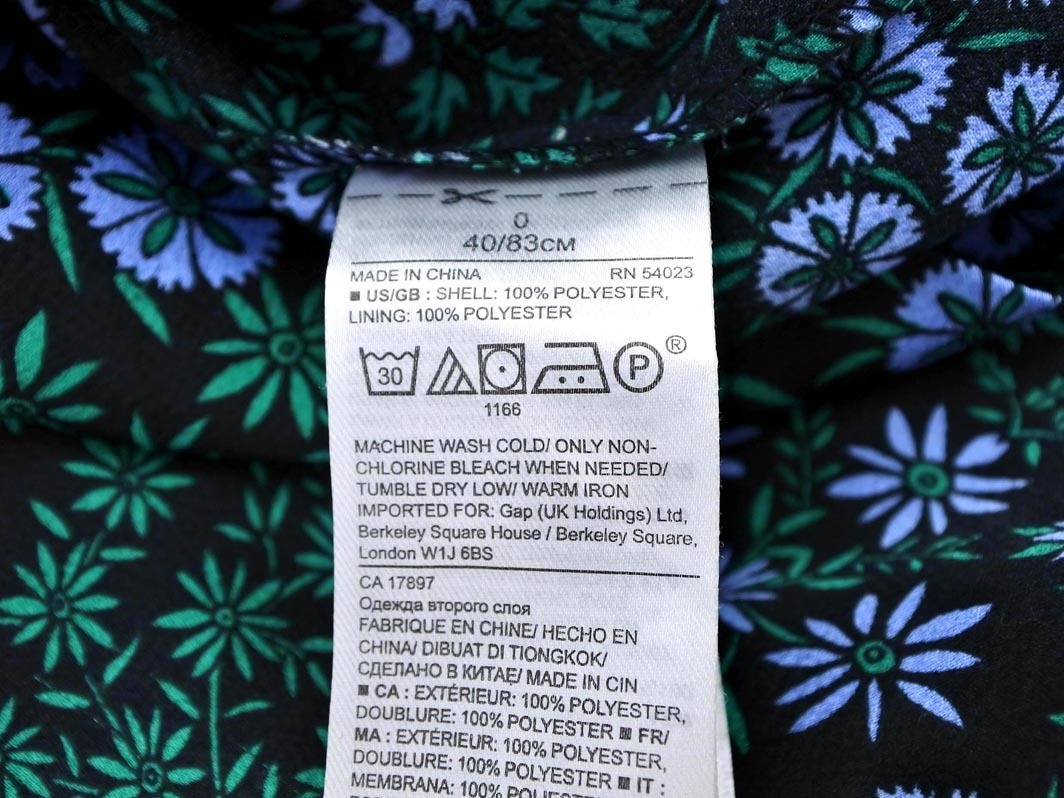 0
40/83CM
MADE IN CHINA RN 54023
■ US/GB : SHELL: 100% POLYESTER,
LINING: 100% POLYESTER
30 P ®
1166
MACHINE WASH COLD/ ONLY NON-
CHLORINE BLEACH WHEN NEEDED/
TUMBLE DRY LOW/ WARM IRON
IMPORTED FOR: Gap (UK Holdings) Ltd,
Berkeley Square House / Berkeley Square,
London W1J 6BS
CA 17897
Одежда второго слоя
FABRIQUE EN CHINE/ HECHO EN
CHINA/ DIBUAT DI TIONGKOK/
СДЕЛАНО В КИТАЕ/ MADE IN CIN
■ CA : EXTÉRIEUR: 100% POLYESTER,
DOUBLURE: 100% POLYESTER ■ FR/
MA : EXTÉRIEUR: 100% POLYESTER,
DOUBLURE: 100% POLYESTER ■ IT :
MEMBRANA: 100% POLIESTERE